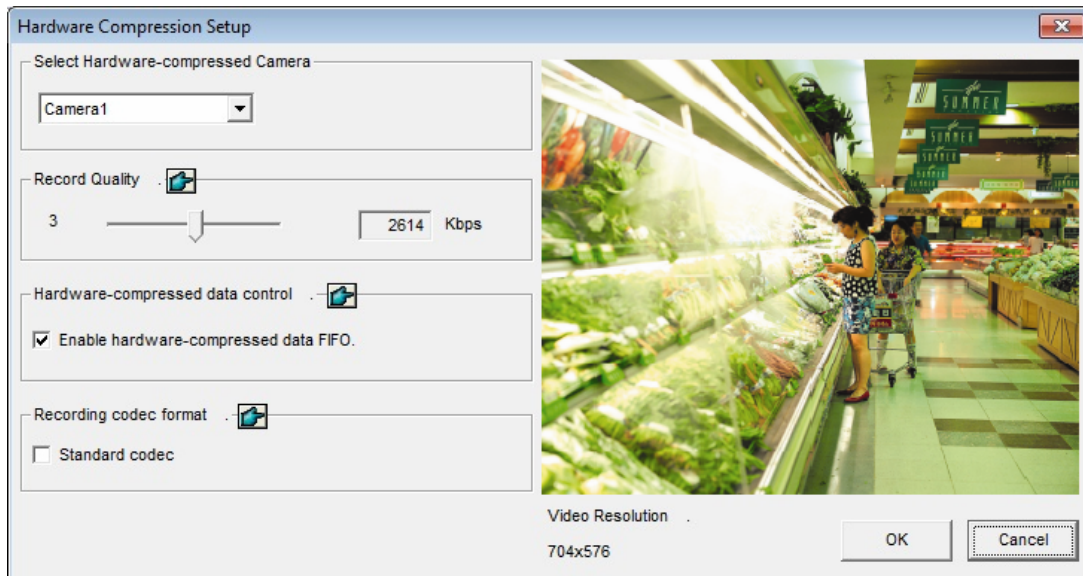 Hardware Compression Setup
Select Hardware-compressed Camera
Camera1
Record Quality .
3
2614 Kbps
Hardware-compressed data control .
Enable hardware-compressed data FIFO.
Recording codec format .
Standard codec
SUMMER
SUMMER
SUMMER
Video Resolution .
704x576
OK
Cancel